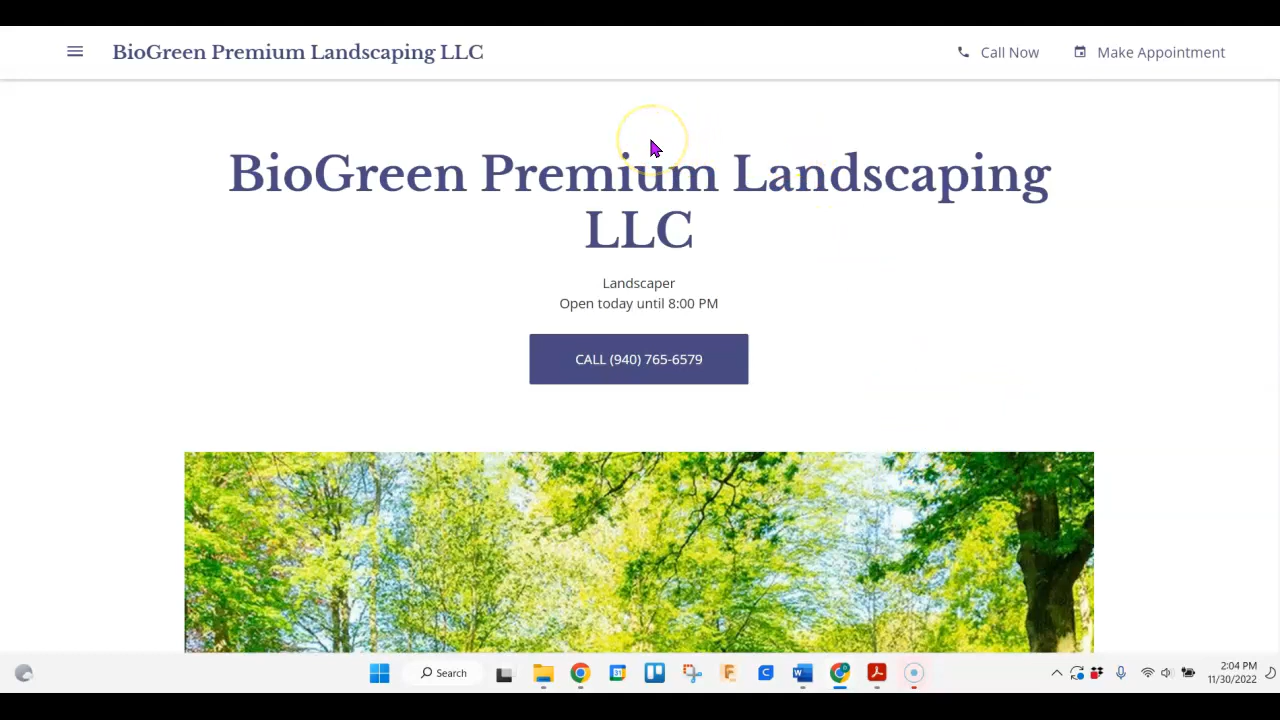 BioGreen Premium Landscaping LLC
Call Now
Make Appointment
BioGreen Premium Landscaping
LLC
Landscaper
Open today until 8:00 PM
CALL (940) 765-6579
Search
2:04 PM
11/30/2022